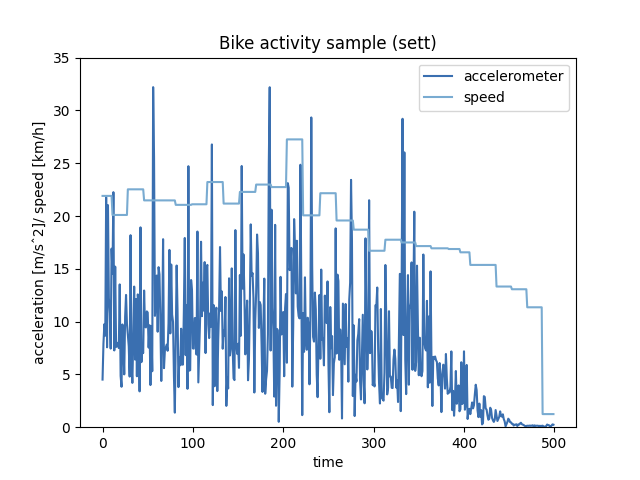 Bike activity sample (sett)
accelerometer
speed
acceleration [m/s^2]/ speed [km/h]
35
30
25
20
15
10
5
0
0 100 200 300 400 500
time